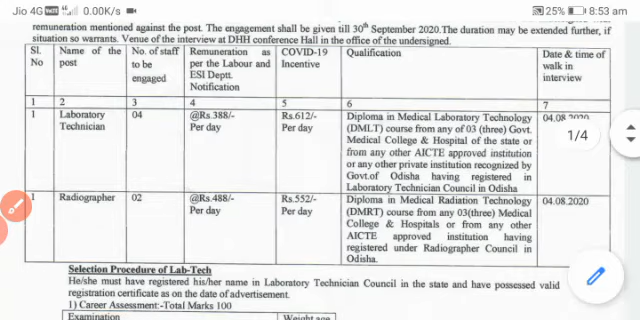 Jio 4G VoWiFi 4G 0.00K/s 25% 8:53 am
remuneration mentioned against the post. The engagement shall be given till 30th September 2020.The duration may be extended further, if
situation so warrants. Venue of the interview at DHH conference Hall in the office of the undersigned.
Sl. No
Name of the post
No. of staff to be engaged
Remuneration as per the Labour and ESI Deptt. Notification
COVID-19 Incentive
Qualification
Date & time of walk in interview
1 2 3 4 5 6 7
1
Laboratory Technician
04
@Rs.388/- Per day
Rs.612/- Per day
Diploma in Medical Laboratory Technology
(DMLT) course from any of 03 (three) Govt.
Medical College & Hospital of the state or
from any other AICTE approved institution
or any other private institution recognized by
Govt.of Odisha having registered in
Laboratory Technician Council in Odisha
04.08
1/4
1
Radiographer
02
@Rs.488/- Per day
Rs.552/- Per day
Diploma in Medical Radiation Technology
(DMRT) course from any 03(three) Medical
College & Hospitals or from any other
AICTE approved institution having
registered under Radiographer Council in
Odisha.
04.08.2020
Selection Procedure of Lab-Tech
He/she must have registered his/her name in Laboratory Technician Council in the state and have possessed valid
registration certificate as on the date of advertisement.
1) Career Assessment:-Total Marks 100
Examination
Weight age